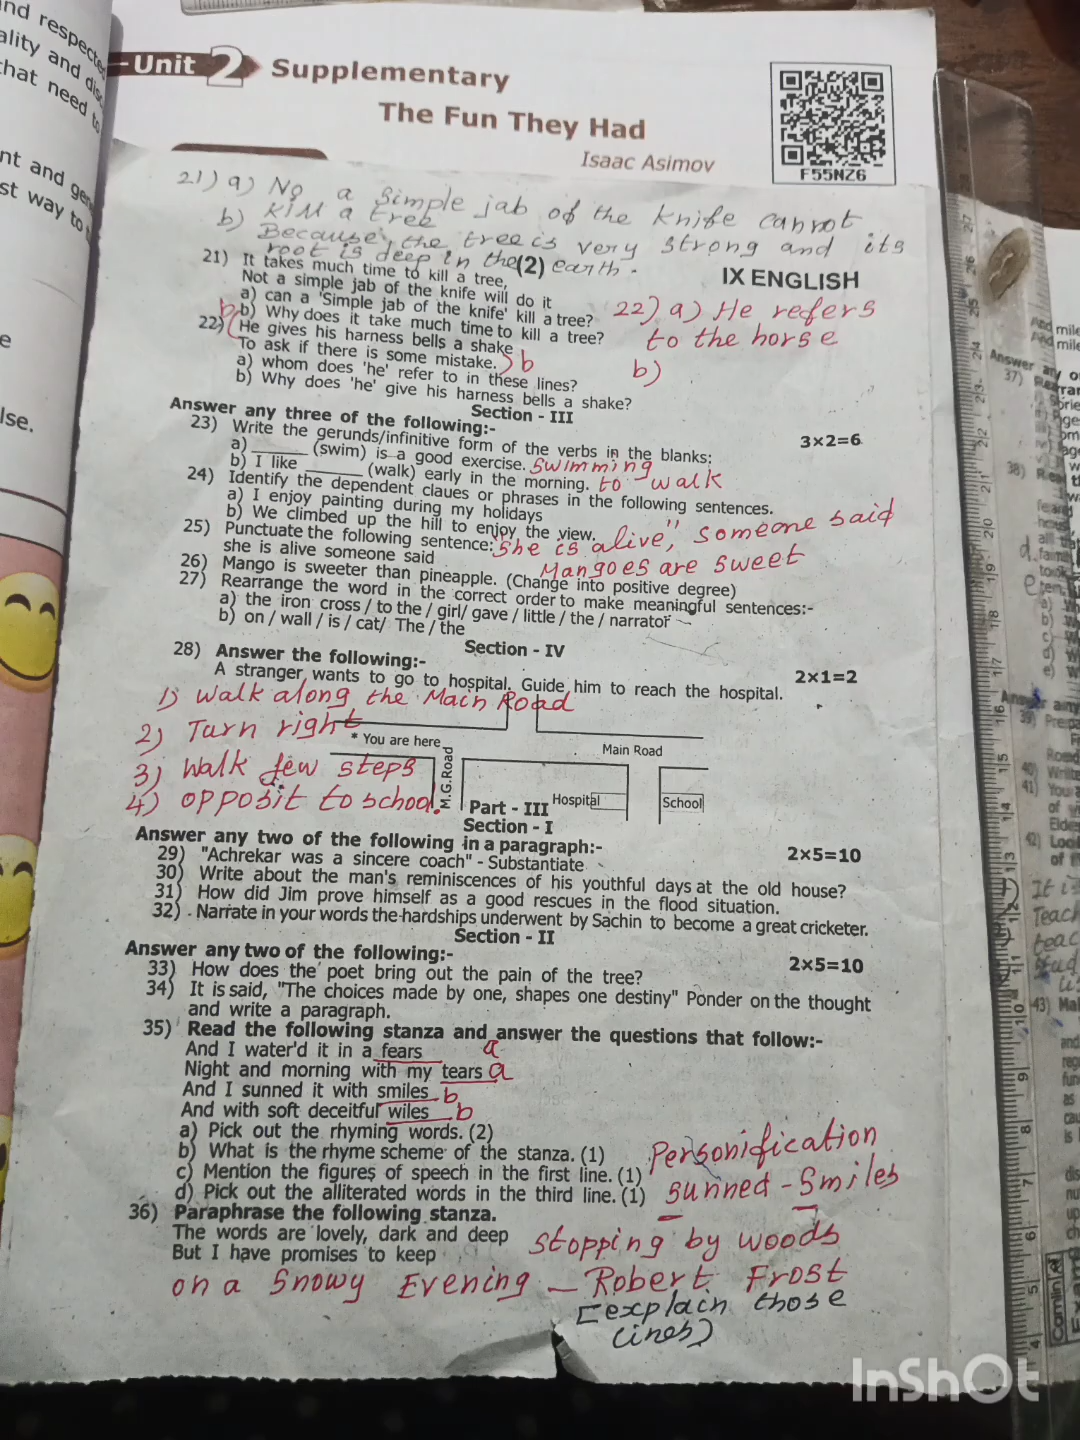 Unit 2 Supplementary
The Fun They Had
Isaac Asimov
F55NZ6
21) a) No a simple jab of the knife cannot
kill a tree
b) Because, the tree is very strong and its
root is deep in the earth.
(2)
IX ENGLISH
21) It takes much time to kill a tree,
Not a simple jab of the knife will do it
a) can a 'Simple jab of the knife' kill a tree?
b) Why does it take much time to kill a tree?
22) He gives his harness bells a shake
To ask if there is some mistake.
a) whom does 'he' refer to in these lines?
b) Why does 'he' give his harness bells a shake?
22) a) He refers
to the horse
b)
Section - III
Answer any three of the following:-
3×2=6
23) Write the gerunds/infinitive form of the verbs in the blanks:
a) ______ (swim) is a good exercise. swimming
b) I like ______ (walk) early in the morning. to walk
24) Identify the dependent claues or phrases in the following sentences.
a) I enjoy painting during my holidays
b) We climbed up the hill to enjoy the view.
25) Punctuate the following sentence: "She is alive," someone said
she is alive someone said
Mangoes are sweet
26) Mango is sweeter than pineapple. (Change into positive degree)
27) Rearrange the word in the correct order to make meaningful sentences:-
a) the iron cross / to the / girl/ gave / little / the / narrator
b) on / wall / is / cat/ The / the
Section - IV
28) Answer the following:-
2×1=2
A stranger wants to go to hospital. Guide him to reach the hospital.
1) Walk along the Main Road
2) Turn right
* You are here
Main Road
3) Walk few steps
M.G.Road
4) opposit to school.
Hospital
School
Part - III
Section - I
Answer any two of the following in a paragraph:-
2×5=10
29) "Achrekar was a sincere coach" - Substantiate
30) Write about the man's reminiscences of his youthful days at the old house?
31) How did Jim prove himself as a good rescues in the flood situation.
32) Narrate in your words the hardships underwent by Sachin to become a great cricketer.
Section - II
Answer any two of the following:-
2×5=10
33) How does the poet bring out the pain of the tree?
34) It is said, "The choices made by one, shapes one destiny" Ponder on the thought
and write a paragraph.
35) Read the following stanza and answer the questions that follow:-
And I water'd it in a fears a
Night and morning with my tears a
And I sunned it with smiles b
And with soft deceitful wiles b
a) Pick out the rhyming words. (2)
b) What is the rhyme scheme of the stanza. (1)
c) Mention the figures of speech in the first line. (1) Personification
d) Pick out the alliterated words in the third line. (1) sunned - Smiles
36) Paraphrase the following stanza.
The words are lovely, dark and deep
But I have promises to keep
stopping by woods
on a Snowy Evening - Robert Frost
[explain those
lines)
InShOt